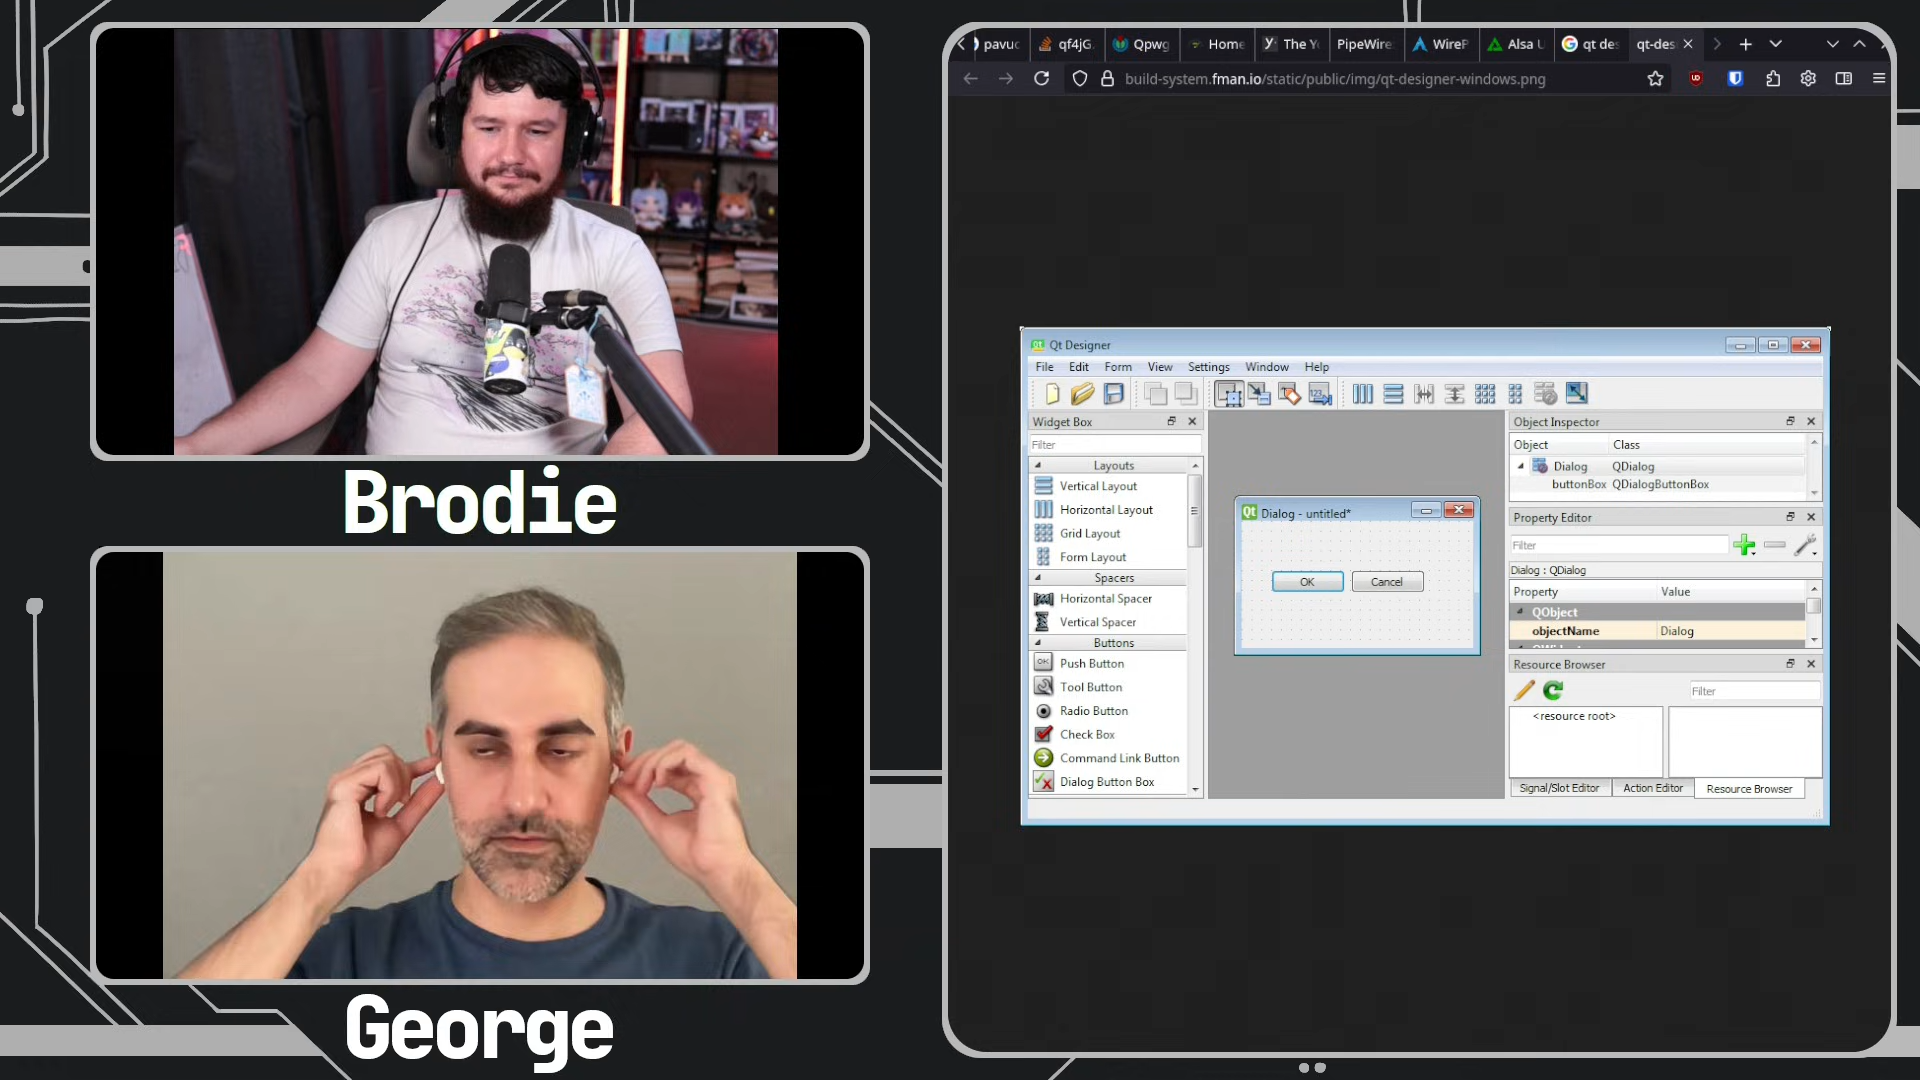 Brodie
George
pavuc
qf4jG
Qpwg
Home
The Yo
PipeWire
WireP
Alsa U
qt des
qt-des
build-system.fman.io/static/public/img/qt-designer-windows.png
Qt Designer
File Edit Form View Settings Window Help
Widget Box
Filter
Layouts
Vertical Layout
Horizontal Layout
Grid Layout
Form Layout
Spacers
Horizontal Spacer
Vertical Spacer
Buttons
Push Button
Tool Button
Radio Button
Check Box
Command Link Button
Dialog Button Box
Dialog - untitled*
OK Cancel
Object Inspector
Object Class
Dialog QDialog
buttonBox QDialogButtonBox
Property Editor
Filter
Dialog : QDialog
Property Value
QObject
objectName Dialog
Resource Browser
Filter
<resource root>
Signal/Slot Editor Action Editor Resource Browser